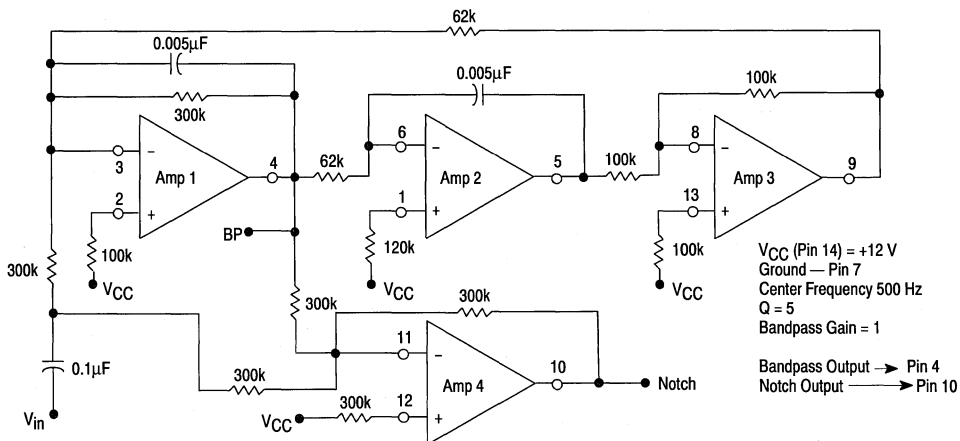 62k
0.005µF
0.005µF
300k
100k
3
−
Amp 1
4
2
+
62k
6
−
Amp 2
5
1
+
100k
8
−
Amp 3
9
13
+
BP
100k
VCC
120k
VCC
100k
VCC
300k
300k
300k
0.1µF
300k
Vin
11
−
Amp 4
10
Notch
VCC
300k
12
+
VCC (Pin 14) = +12 V
Ground — Pin 7
Center Frequency 500 Hz
Q = 5
Bandpass Gain = 1
Bandpass Output → Pin 4
Notch Output → Pin 10